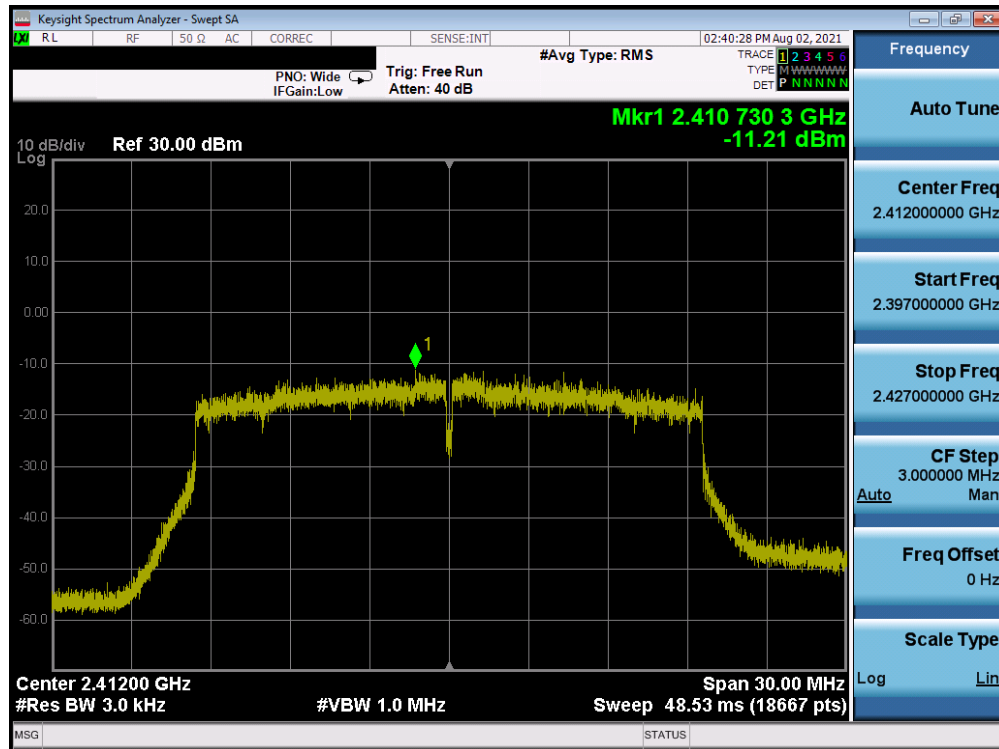 Keysight Spectrum Analyzer - Swept SA
LXI RL RF 50 Ω AC CORREC SENSE:INT 02:40:28 PM Aug 02, 2021
#Avg Type: RMS
TRACE 1 2 3 4 5 6
TYPE M W W W W W
DET P N N N N N
PNO: Wide
IFGain:Low
Trig: Free Run
Atten: 40 dB
Mkr1 2.410 730 3 GHz
-11.21 dBm
10 dB/div Ref 30.00 dBm
Log
20.0
10.0
0.00
1
-10.0
-20.0
-30.0
-40.0
-50.0
-60.0
Center 2.41200 GHz Span 30.00 MHz
#Res BW 3.0 kHz #VBW 1.0 MHz Sweep 48.53 ms (18667 pts)
MSG STATUS
Frequency
Auto Tune
Center Freq
2.412000000 GHz
Start Freq
2.397000000 GHz
Stop Freq
2.427000000 GHz
CF Step
3.000000 MHz
Auto Man
Freq Offset
0 Hz
Scale Type
Log Lin